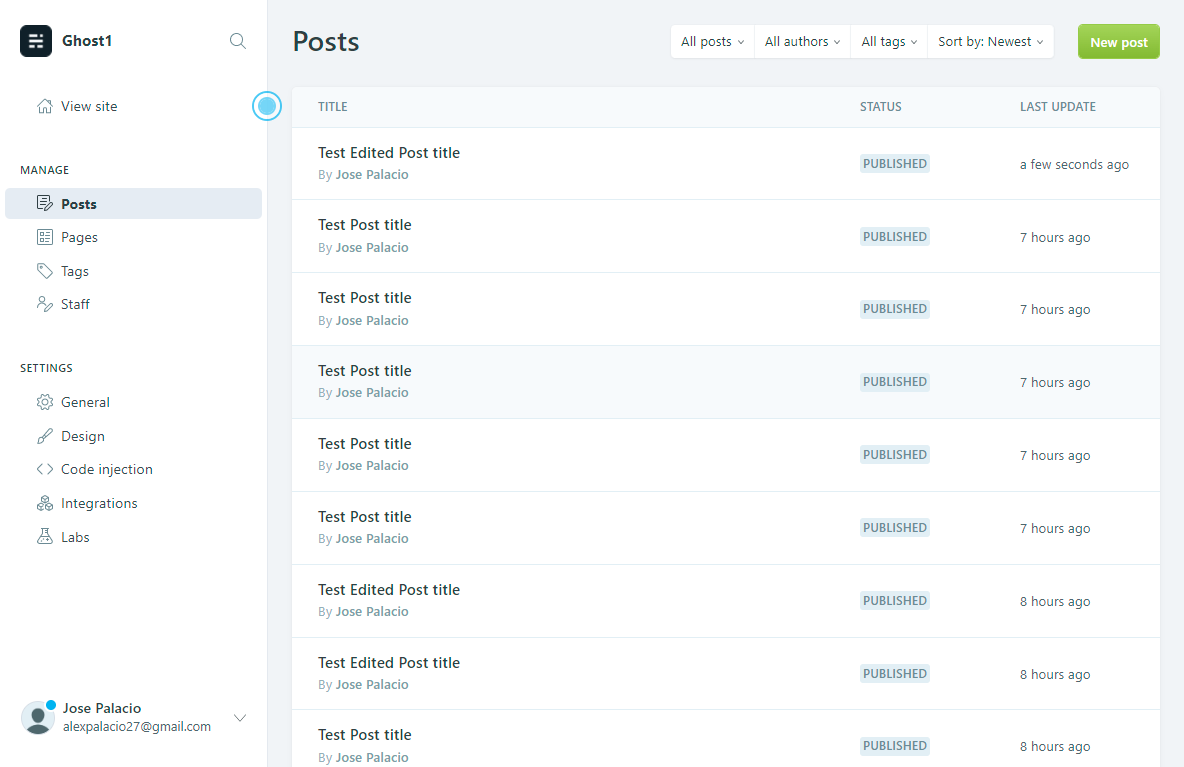 Ghost1
View site
MANAGE
Posts
Pages
Tags
Staff
SETTINGS
General
Design
Code injection
Integrations
Labs
Jose Palacio
alexpalacio27@gmail.com
Posts
All posts
All authors
All tags
Sort by: Newest
New post
TITLE STATUS LAST UPDATE
Test Edited Post title
By Jose Palacio
PUBLISHED
a few seconds ago
Test Post title
By Jose Palacio
PUBLISHED
7 hours ago
Test Post title
By Jose Palacio
PUBLISHED
7 hours ago
Test Post title
By Jose Palacio
PUBLISHED
7 hours ago
Test Post title
By Jose Palacio
PUBLISHED
7 hours ago
Test Post title
By Jose Palacio
PUBLISHED
7 hours ago
Test Edited Post title
By Jose Palacio
PUBLISHED
8 hours ago
Test Edited Post title
By Jose Palacio
PUBLISHED
8 hours ago
Test Post title
By Jose Palacio
PUBLISHED
8 hours ago